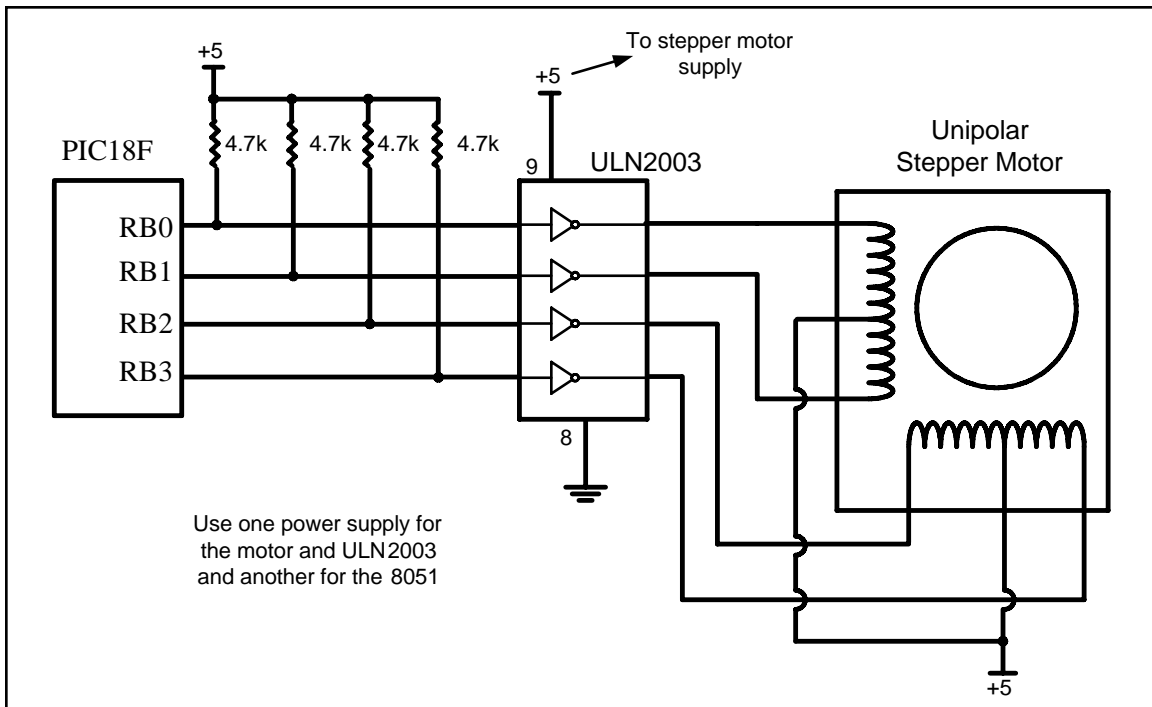 +5
To stepper motor
supply
+5
4.7k
4.7k
4.7k
4.7k
PIC18F
9
ULN2003
Unipolar
Stepper Motor
RB0
RB1
RB2
RB3
8
Use one power supply for
the motor and ULN2003
and another for the 8051
+5